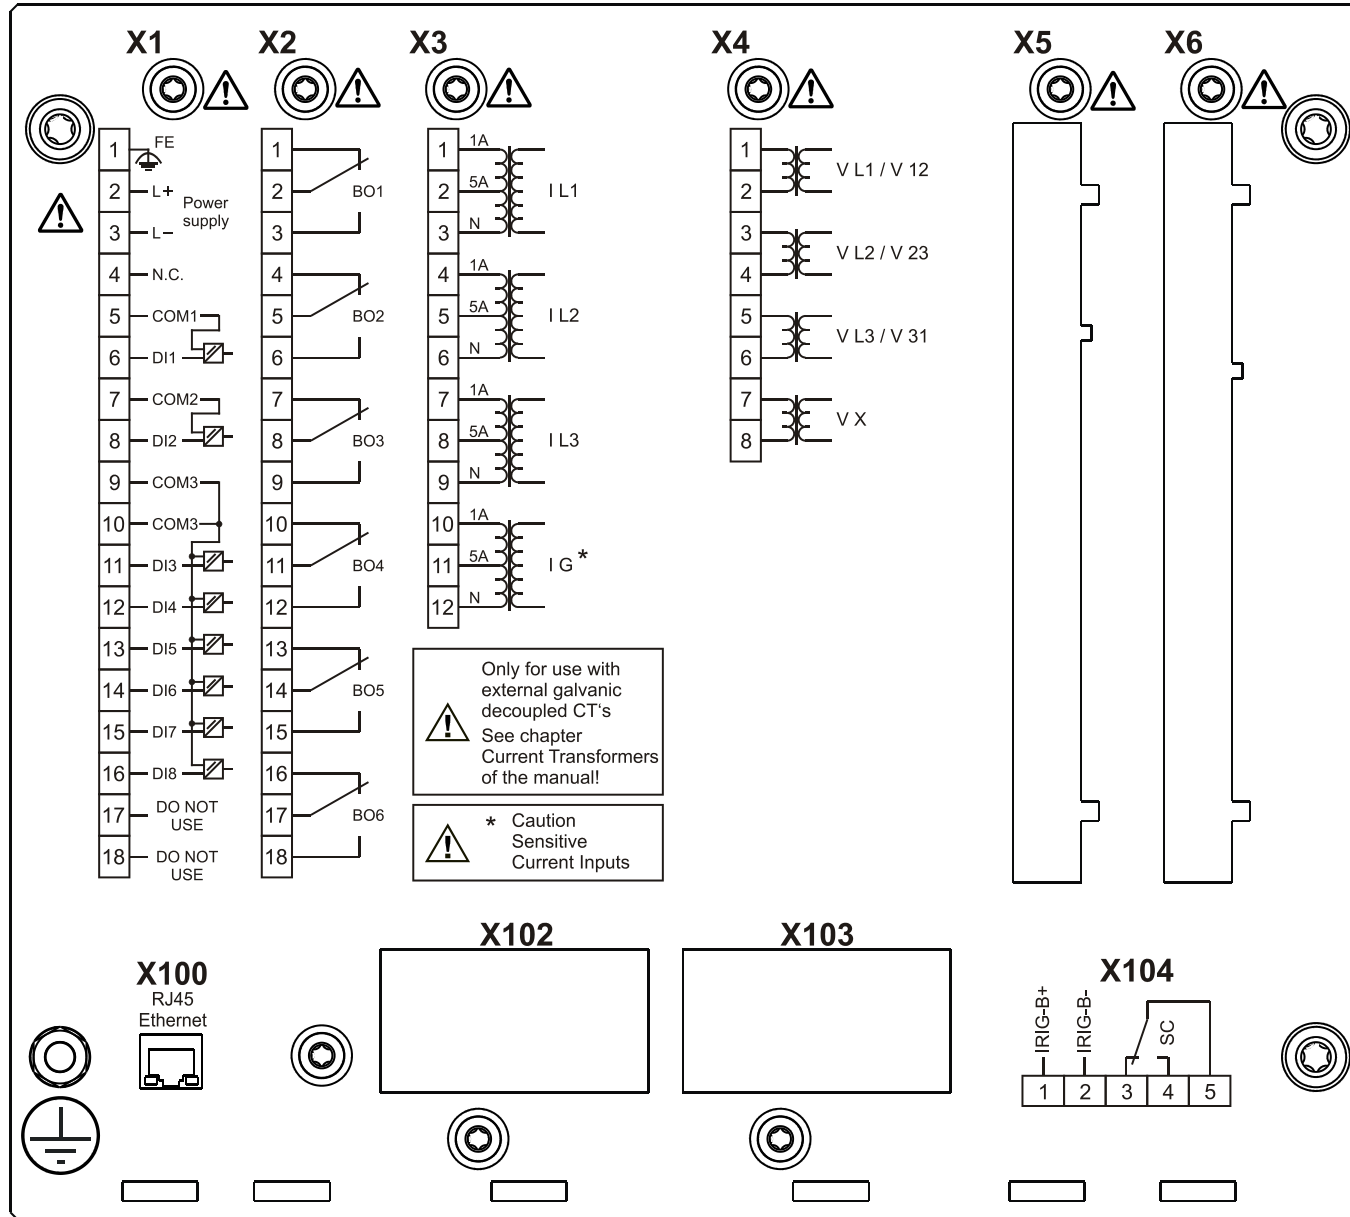 X1
X2
X3
X4
X5
X6
1 FE
2 L+
Power
supply
3 L–
4 N.C.
5 COM1
6 DI1
7 COM2
8 DI2
9 COM3
10 COM3
11 DI3
12 DI4
13 DI5
14 DI6
15 DI7
16 DI8
17 DO NOT
USE
18 DO NOT
USE
1
2 BO1
3
4
5 BO2
6
7
8 BO3
9
10
11 BO4
12
13
14 BO5
15
16
17 BO6
18
1 1A
2 5A I L1
3 N
4 1A
5 5A I L2
6 N
7 1A
8 5A I L3
9 N
10 1A
11 5A I G *
12 N
Only for use with
external galvanic
decoupled CT‘s
See chapter
Current Transformers
of the manual!
* Caution
Sensitive
Current Inputs
1
V L1 / V 12
2
3
V L2 / V 23
4
5
V L3 / V 31
6
7
V X
8
X100
RJ45
Ethernet
X102
X103
X104
IRIG-B+
IRIG-B-
SC
1 2 3 4 5